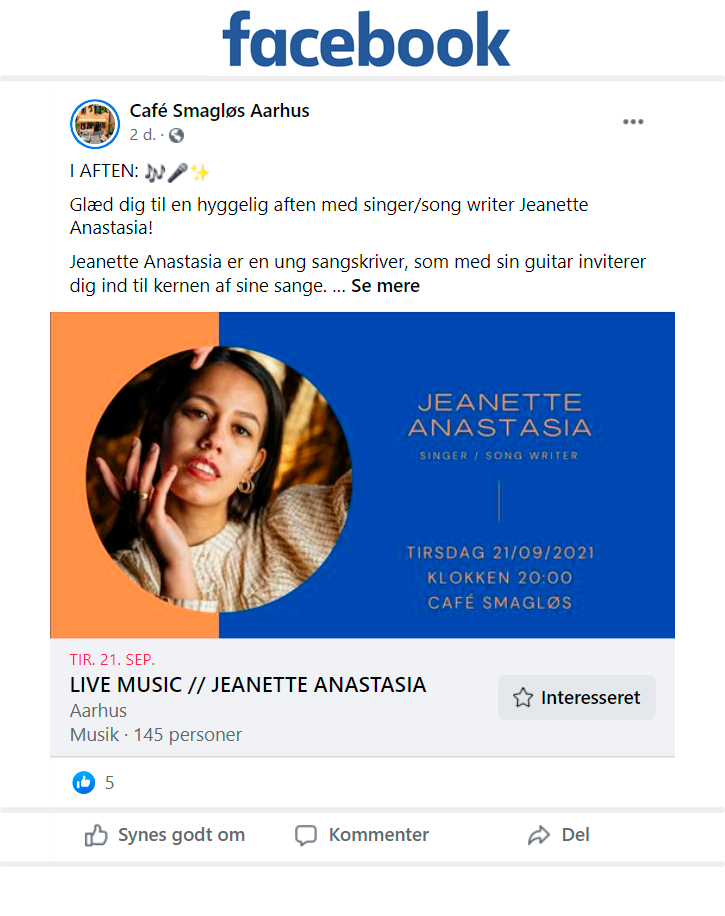 facebook
Café Smagløs Aarhus
2 d. ·
I AFTEN: 🎶🎤✨
Glæd dig til en hyggelig aften med singer/song writer Jeanette
Anastasia!
Jeanette Anastasia er en ung sangskriver, som med sin guitar inviterer
dig ind til kernen af sine sange. ... Se mere
JEANETTE
ANASTASIA
SINGER / SONG WRITER
TIRSDAG 21/09/2021
KLOKKEN 20:00
CAFÉ SMAGLØS
TIR. 21. SEP.
LIVE MUSIC // JEANETTE ANASTASIA
Interesseret
Aarhus
Musik · 145 personer
5
Synes godt om Kommenter Del